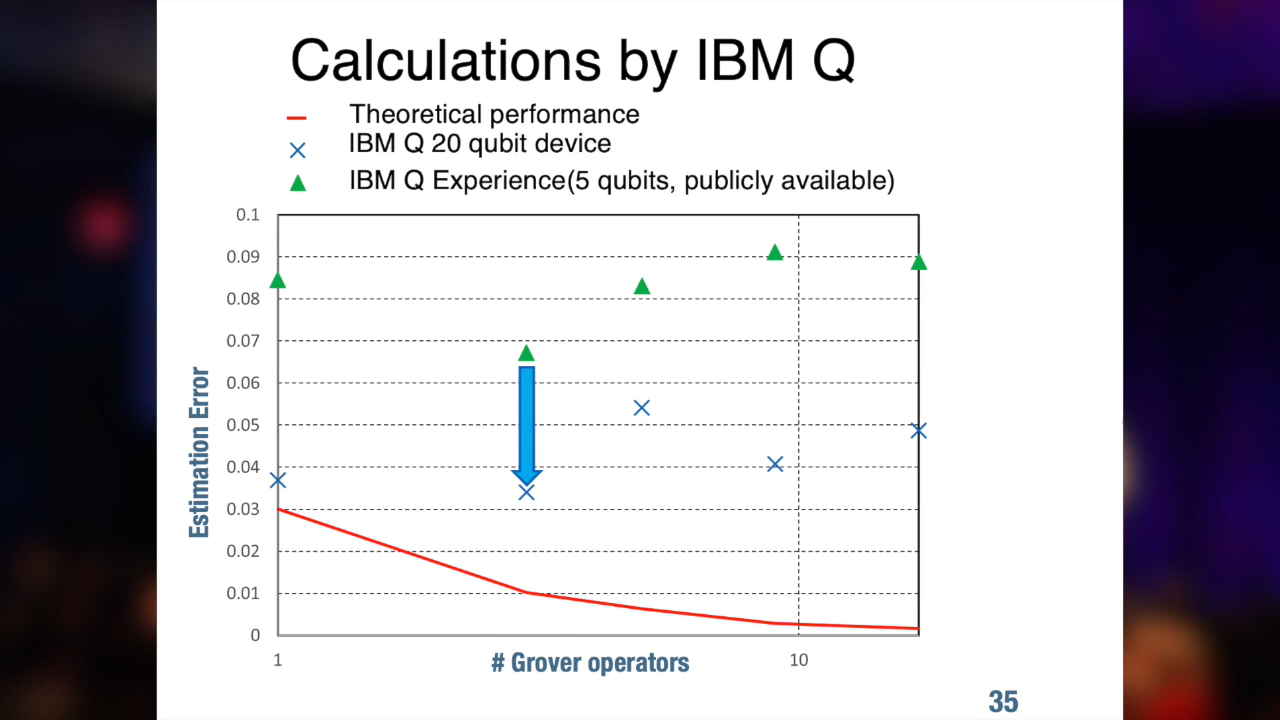 Calculations by IBM Q
Theoretical performance
IBM Q 20 qubit device
IBM Q Experience(5 qubits, publicly available)
0.1
0.09
0.08
0.07
0.06
0.05
0.04
0.03
0.02
0.01
0
Estimation Error
1
# Grover operators
10
35